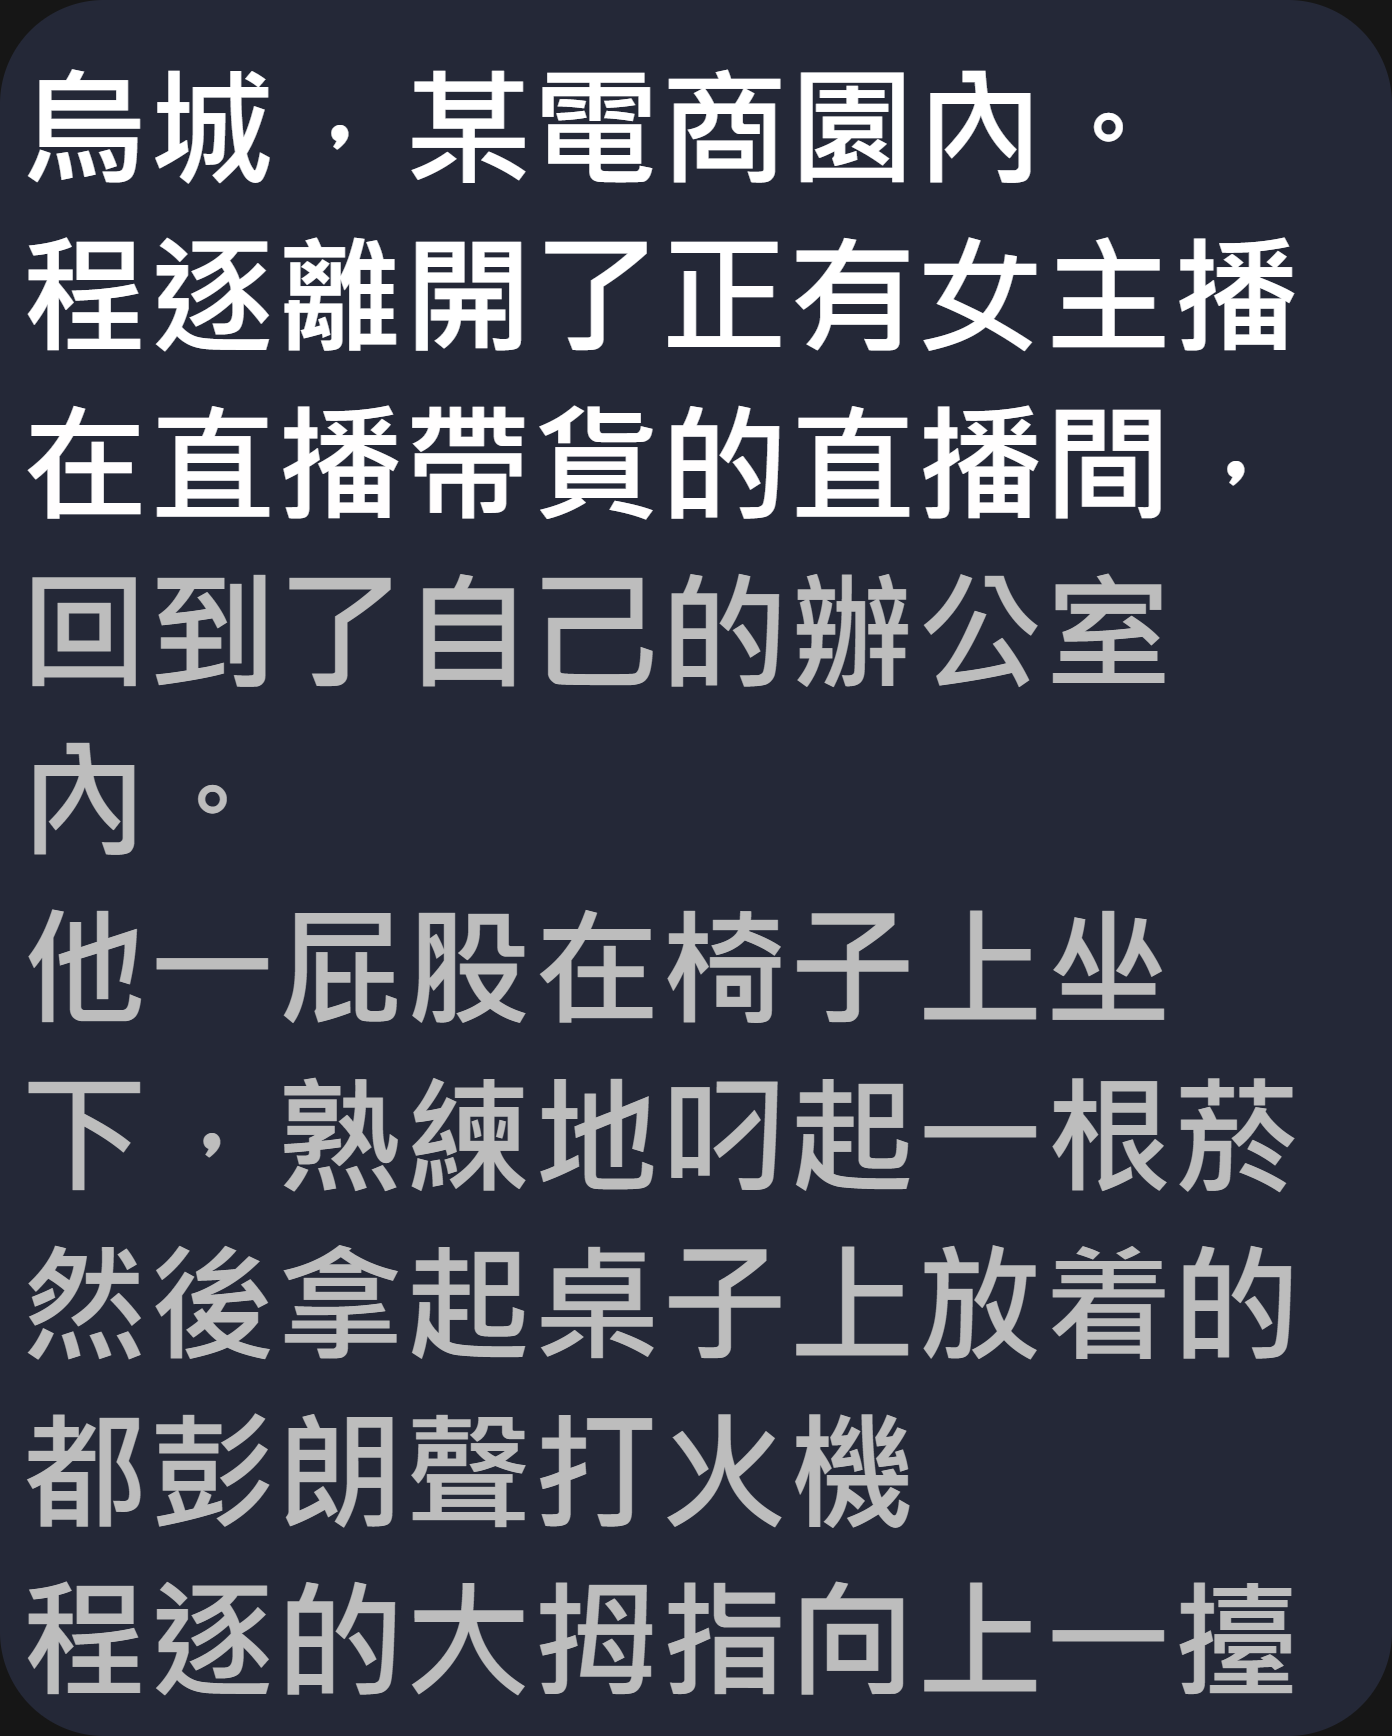 烏城，某電商園內。
程逐離開了正有女主播
在直播帶貨的直播間，
回到了自己的辦公室
內。
他一屁股在椅子上坐
下，熟練地叼起一根菸
然後拿起桌子上放着的
都彭朗聲打火機
程逐的大拇指向上一擡